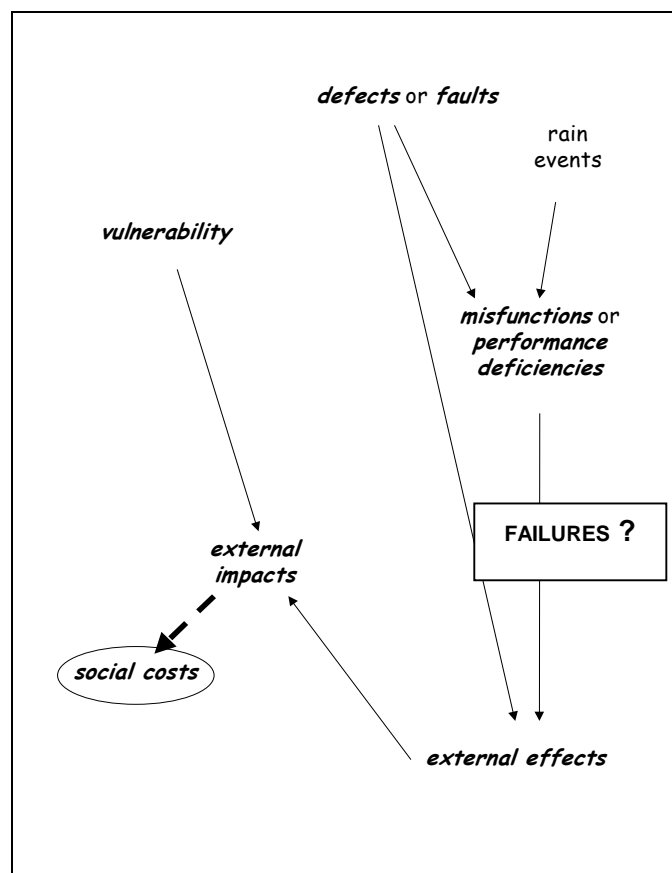 defects or faults
rain
events
vulnerability
misfunctions or
performance
deficiencies
FAILURES ?
external
impacts
social costs
external effects